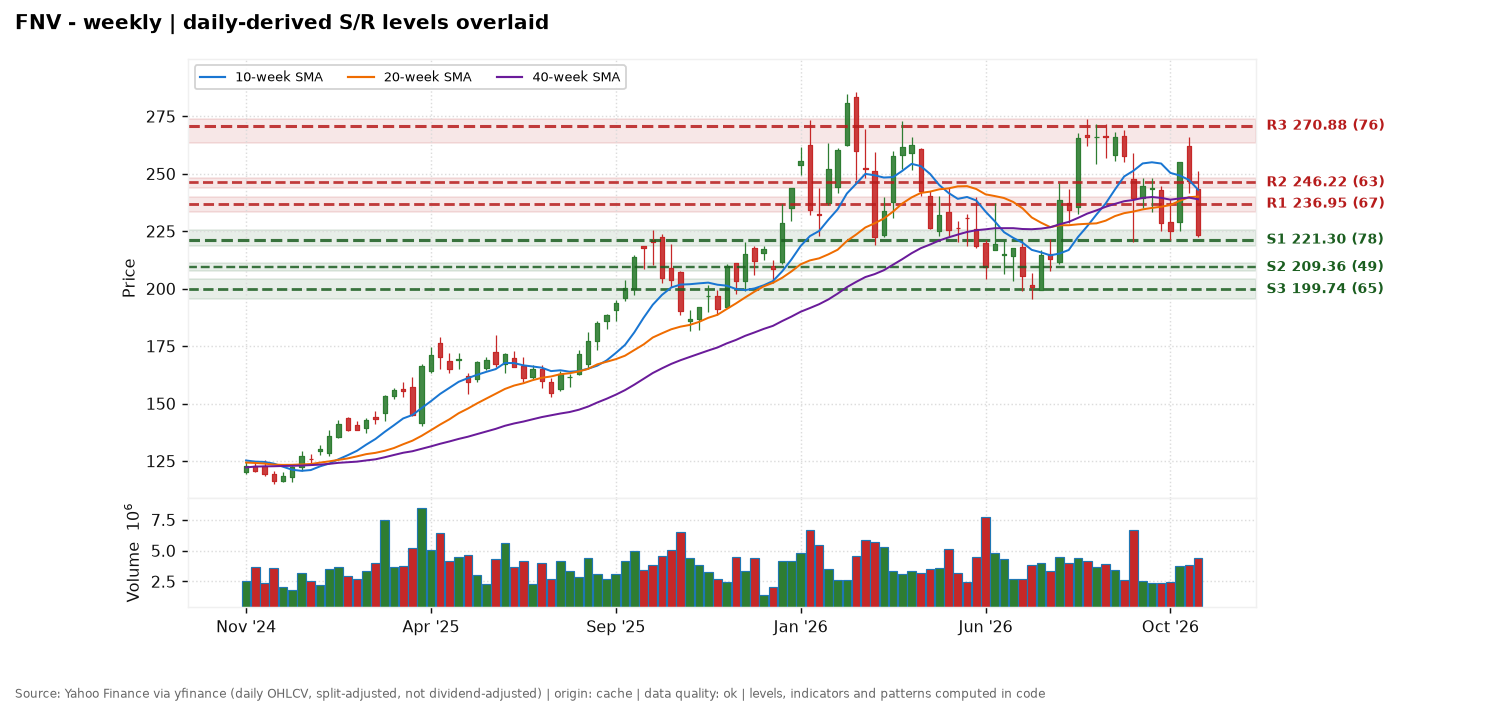 FNV - weekly | daily-derived S/R levels overlaid
10-week SMA
20-week SMA
40-week SMA
Price
275
250
225
200
175
150
125
R3 270.88 (76)
R2 246.22 (63)
R1 236.95 (67)
S1 221.30 (78)
S2 209.36 (49)
S3 199.74 (65)
Volume 10⁶
7.5
5.0
2.5
Nov '24
Apr '25
Sep '25
Jan '26
Jun '26
Oct '26
Source: Yahoo Finance via yfinance (daily OHLCV, split-adjusted, not dividend-adjusted) | origin: cache | data quality: ok | levels, indicators and patterns computed in code